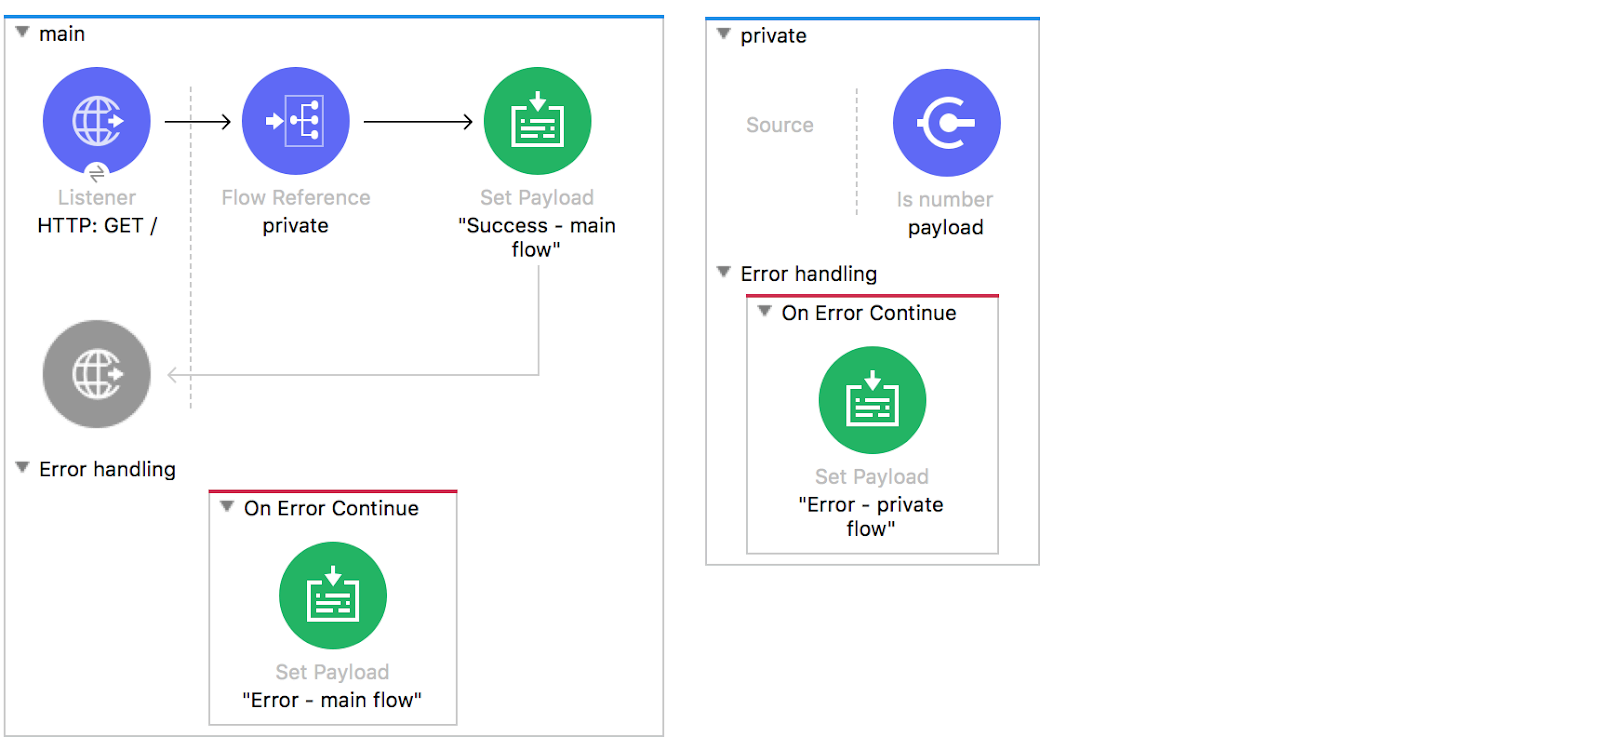 main
Listener
HTTP: GET /
Flow Reference
private
Set Payload
"Success - main
flow"
Error handling
On Error Continue
Set Payload
"Error - main flow"
private
Source
Is number
payload
Error handling
On Error Continue
Set Payload
"Error - private
flow"